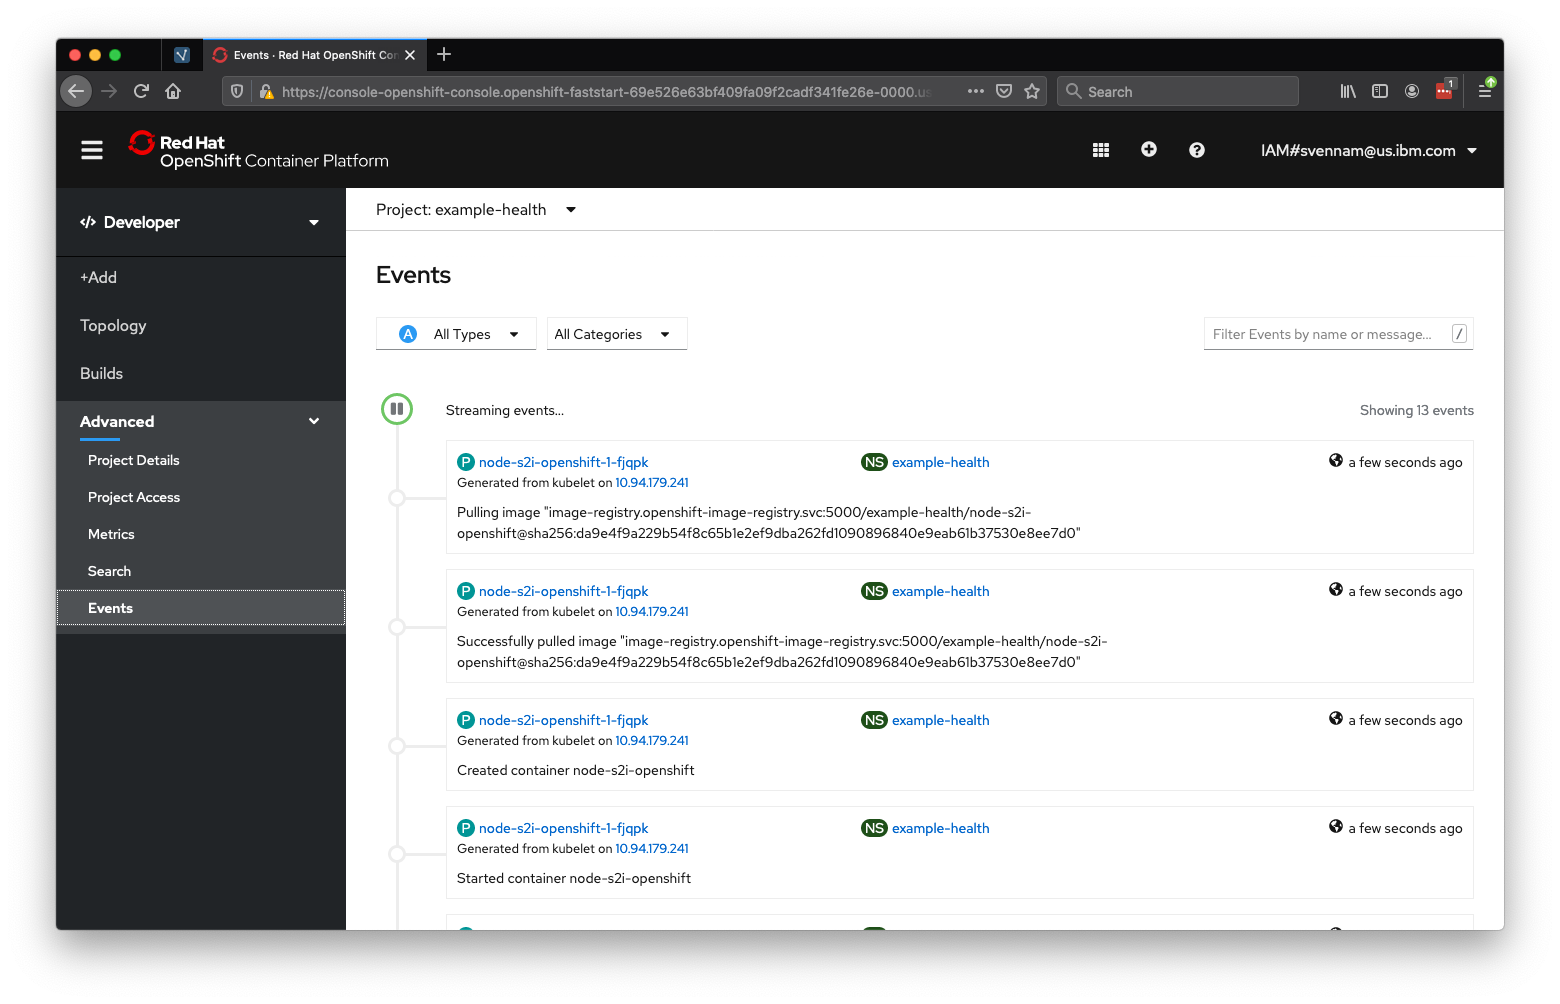 Events · Red Hat OpenShift Con
https://console-openshift-console.openshift-faststart-69e526e63bf409fa09f2cadf341fe26e-0000.us
Search
1
Red Hat
OpenShift Container Platform
IAM#svennam@us.ibm.com
Developer
+Add
Topology
Builds
Advanced
Project Details
Project Access
Metrics
Search
Events
Project: example-health
Events
A All Types
All Categories
Filter Events by name or message...
/
Streaming events...
Showing 13 events
P node-s2i-openshift-1-fjqpk
NS example-health
a few seconds ago
Generated from kubelet on 10.94.179.241
Pulling image "image-registry.openshift-image-registry.svc:5000/example-health/node-s2i-
openshift@sha256:da9e4f9a229b54f8c65b1e2ef9dba262fd1090896840e9eab61b37530e8ee7d0"
P node-s2i-openshift-1-fjqpk
NS example-health
a few seconds ago
Generated from kubelet on 10.94.179.241
Successfully pulled image "image-registry.openshift-image-registry.svc:5000/example-health/node-s2i-
openshift@sha256:da9e4f9a229b54f8c65b1e2ef9dba262fd1090896840e9eab61b37530e8ee7d0"
P node-s2i-openshift-1-fjqpk
NS example-health
a few seconds ago
Generated from kubelet on 10.94.179.241
Created container node-s2i-openshift
P node-s2i-openshift-1-fjqpk
NS example-health
a few seconds ago
Generated from kubelet on 10.94.179.241
Started container node-s2i-openshift